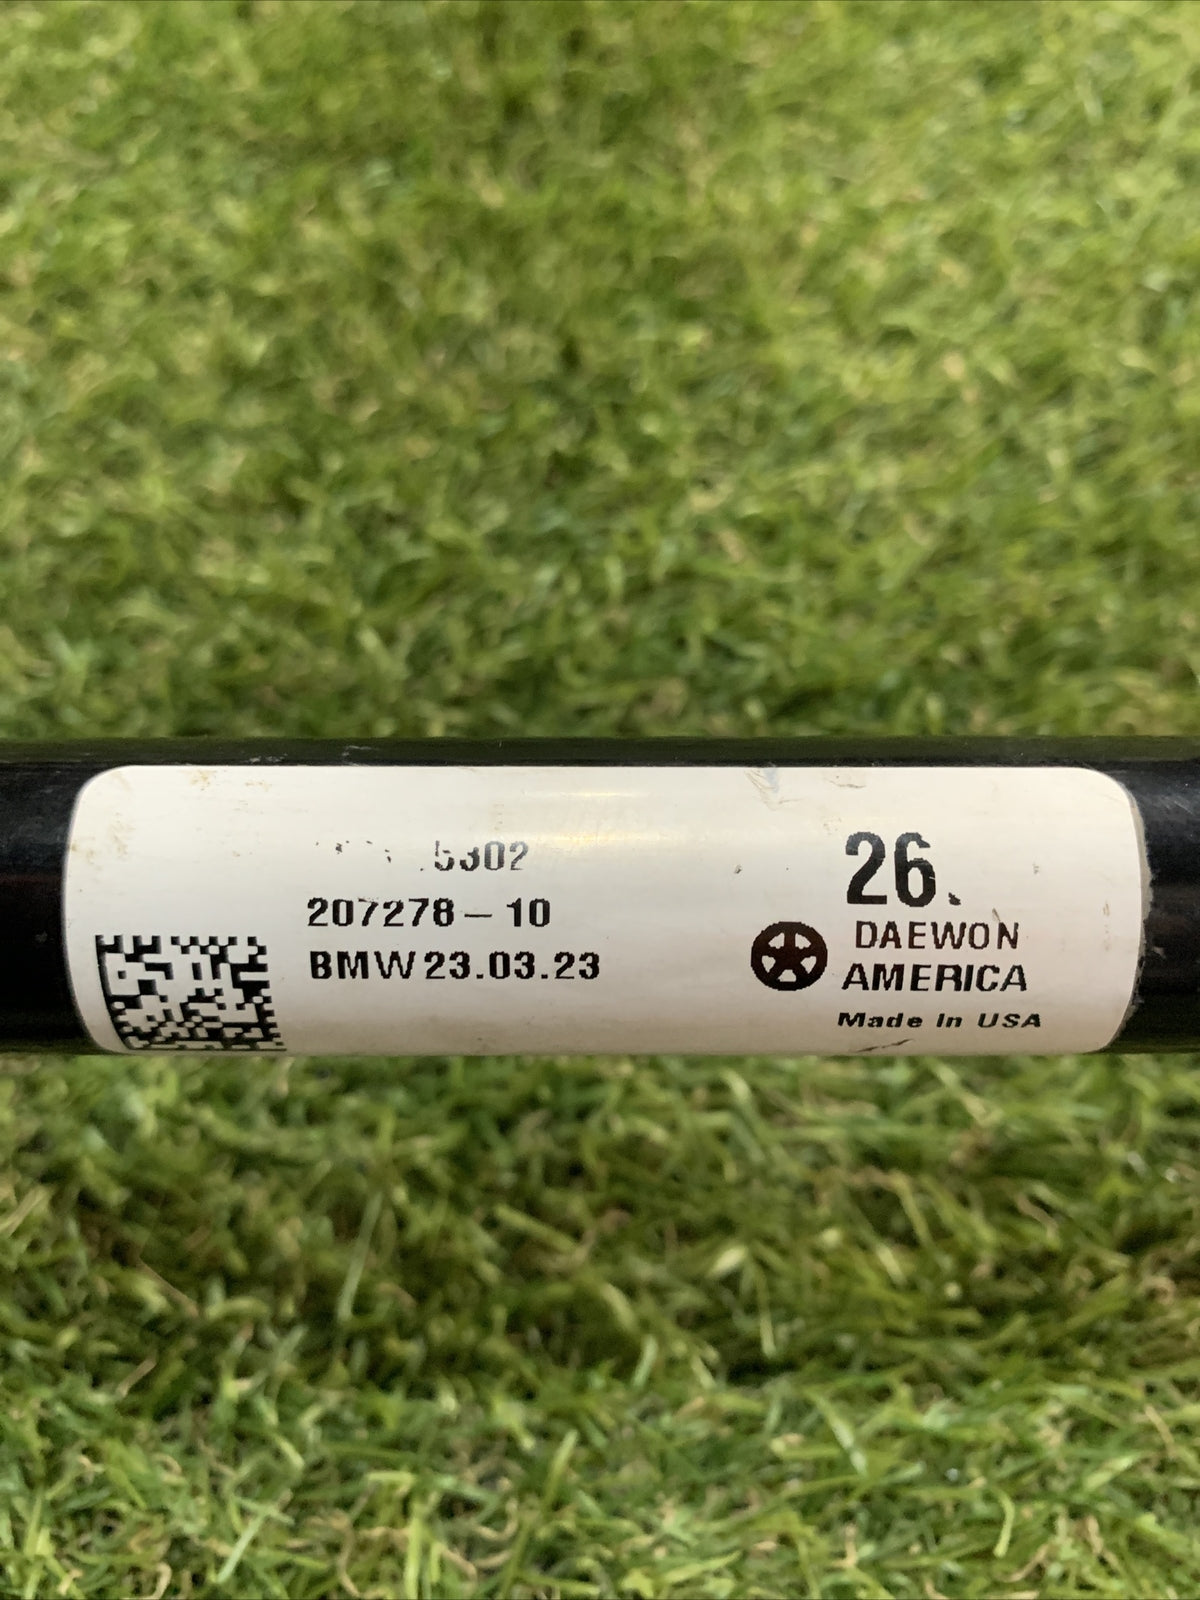 5302
207278-10
BMW 23.03.23
26.
DAEWON
AMERICA
Made In USA